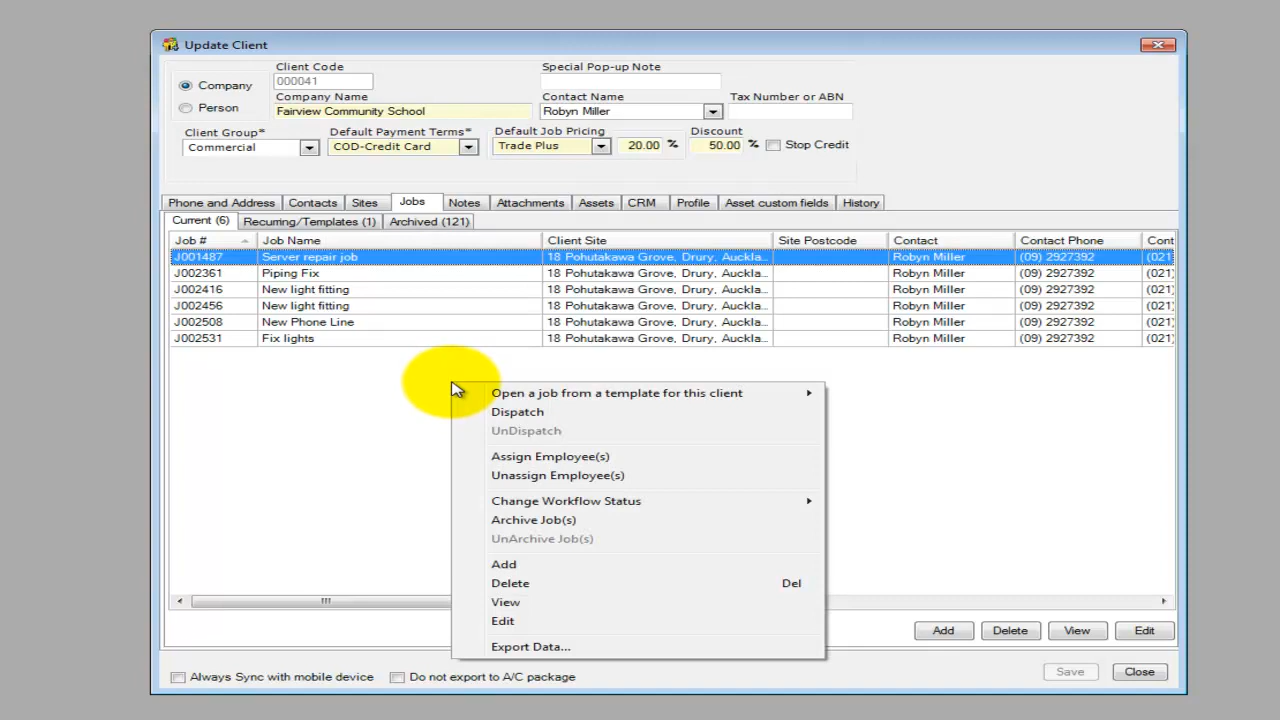 Update Client
Client Code
Special Pop-up Note
Company
000041
Company Name
Contact Name
Tax Number or ABN
Person
Fairview Community School
Robyn Miller
Client Group*
Default Payment Terms*
Default Job Pricing
Discount
Commercial
COD-Credit Card
Trade Plus
20.00 %
50.00 %
Stop Credit
Phone and Address
Contacts
Sites
Jobs
Notes
Attachments
Assets
CRM
Profile
Asset custom fields
History
Current (6)
Recurring/Templates (1)
Archived (121)
Job # Job Name Client Site Site Postcode Contact Contact Phone Cont
J001487 Server repair job 18 Pohutakawa Grove, Drury, Auckla... Robyn Miller (09) 2927392 (021)
J002361 Piping Fix 18 Pohutakawa Grove, Drury, Auckla... Robyn Miller (09) 2927392 (021)
J002416 New light fitting 18 Pohutakawa Grove, Drury, Auckla... Robyn Miller (09) 2927392 (021)
J002456 New light fitting 18 Pohutakawa Grove, Drury, Auckla... Robyn Miller (09) 2927392 (021)
J002508 New Phone Line 18 Pohutakawa Grove, Drury, Auckla... Robyn Miller (09) 2927392 (021)
J002531 Fix lights 18 Pohutakawa Grove, Drury, Auckla... Robyn Miller (09) 2927392 (021)
Open a job from a template for this client
Dispatch
UnDispatch
Assign Employee(s)
Unassign Employee(s)
Change Workflow Status
Archive Job(s)
UnArchive Job(s)
Add
Delete Del
View
Edit
Export Data...
Add
Delete
View
Edit
Always Sync with mobile device
Do not export to A/C package
Save
Close